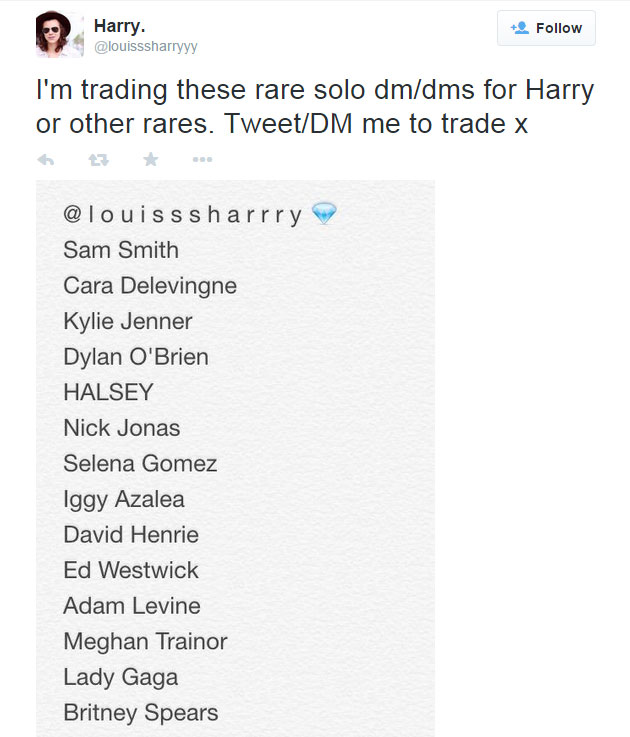 Harry.
@louisssharryyy
Follow
I'm trading these rare solo dm/dms for Harry
or other rares. Tweet/DM me to trade x
@ l o u i s s s h a r r r y 💎
Sam Smith
Cara Delevingne
Kylie Jenner
Dylan O'Brien
HALSEY
Nick Jonas
Selena Gomez
Iggy Azalea
David Henrie
Ed Westwick
Adam Levine
Meghan Trainor
Lady Gaga
Britney Spears